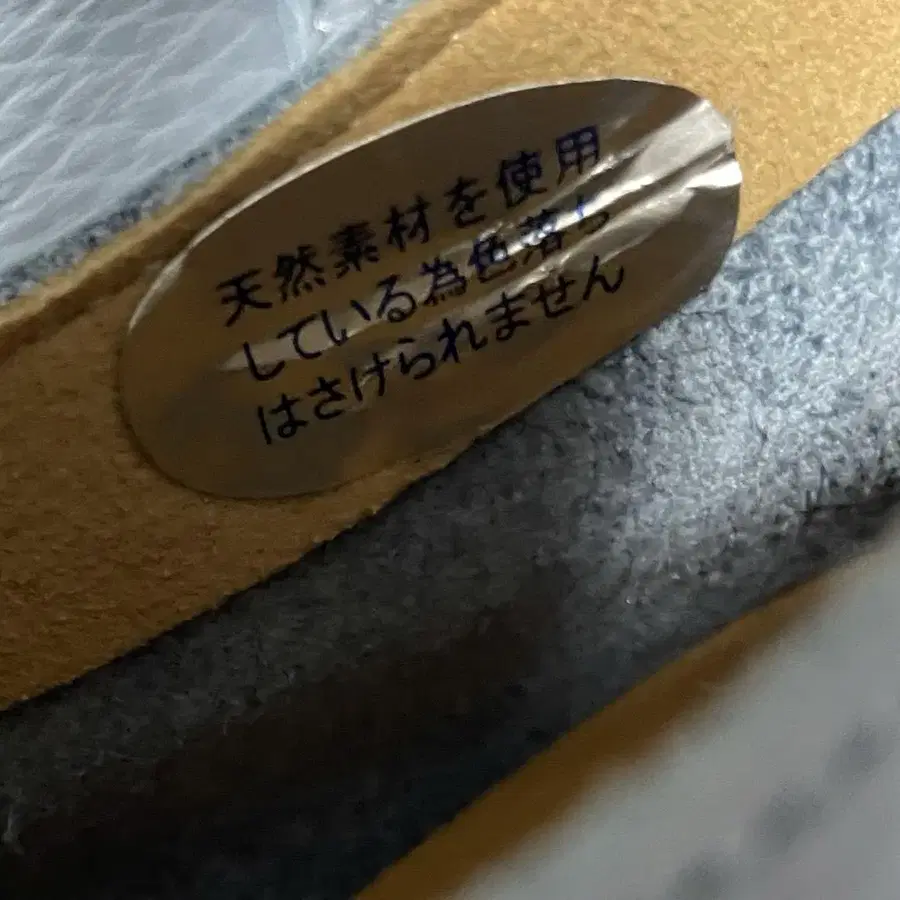 天然素材を使用
している為色落ち
はさけられません